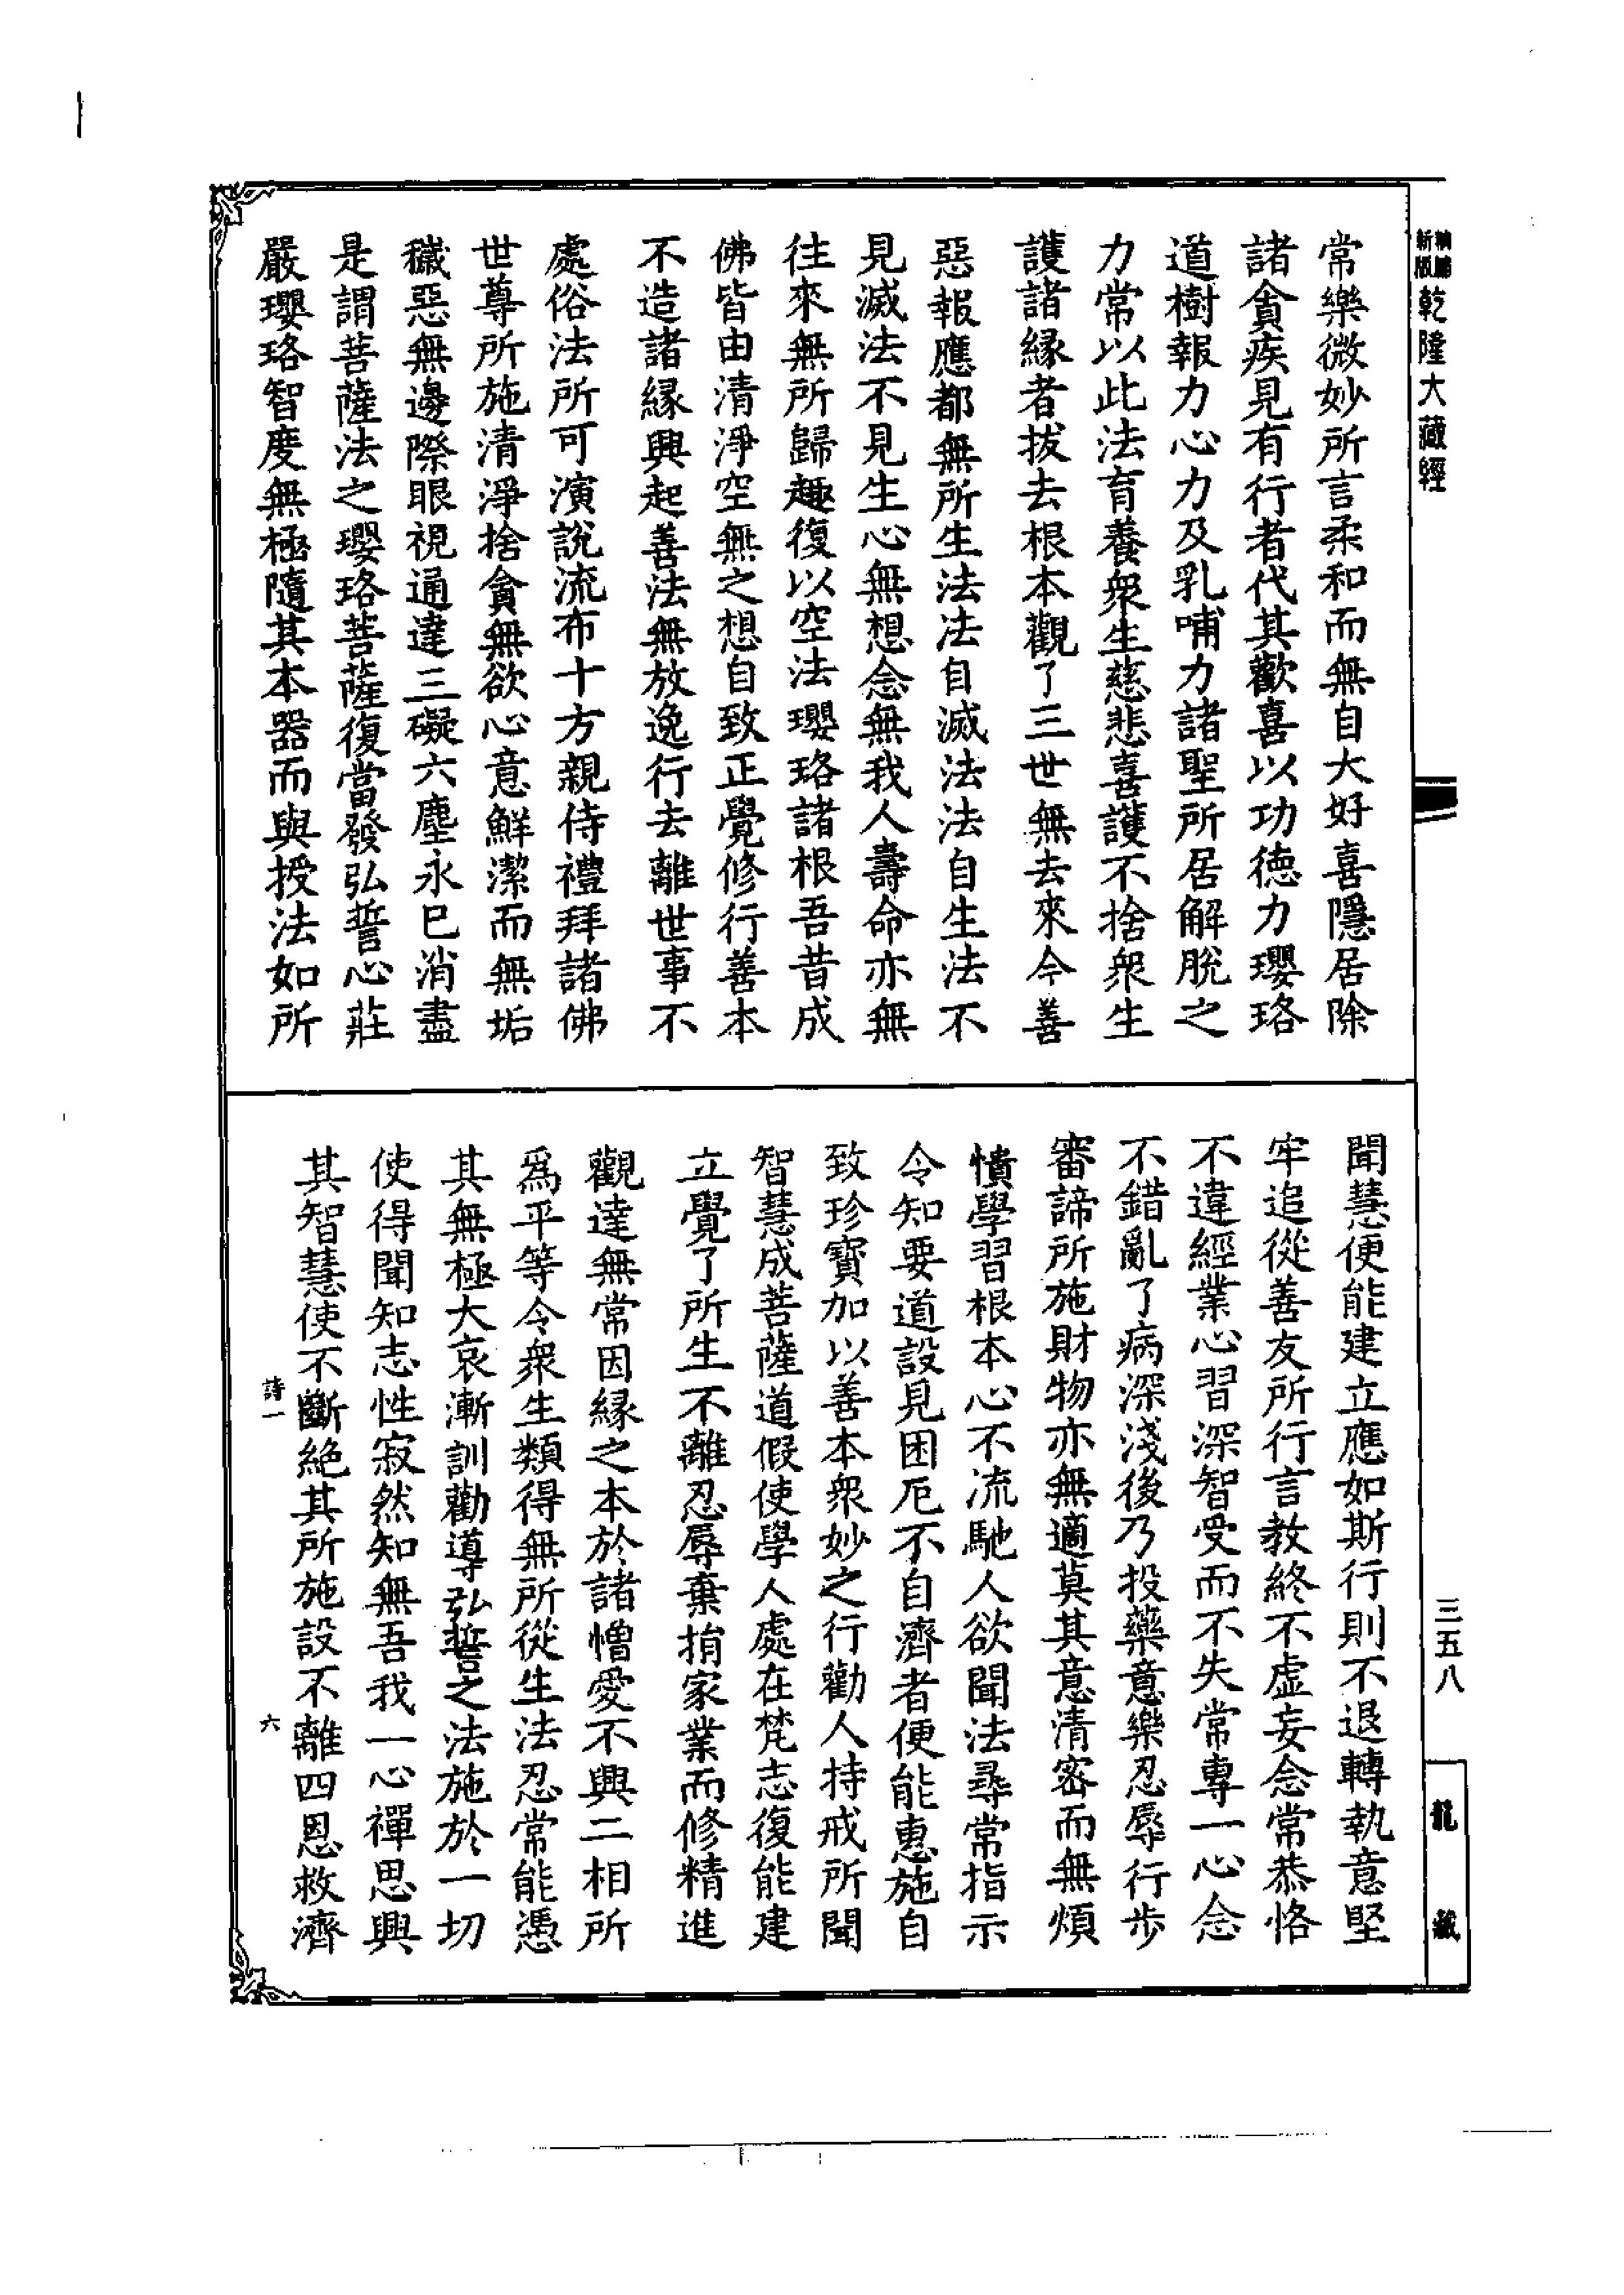 新版
乾隆大藏經
常樂微妙所言柔和而無自大好喜隱居除
諸貪疾見有行者代其歡喜以功德力瓔珞
道樹報力心力及乳哺力諸聖所居解脫之
力常以此法育養衆生慈悲喜護不捨衆生
護諸緣者拔去根本觀了三世無去來今善
惡報應都無所生法法自滅法法自生法不
見滅法不見生心無想念無我人壽命亦無
往來無所歸趣復以空法瓔珞諸根吾昔成
佛皆由清淨空無之想自致正覺修行善本
不造諸緣興起善法無放逸行去離世事不
處俗法所可演說流布十方親侍禮拜諸佛
世尊所施清淨捨貪無欲心意鮮潔而無垢
穢惡無邊際眼視通達三礙六塵永已消盡
是謂菩薩法之瓔珞菩薩復當發弘誓心莊
嚴瓔珞智度無極隨其本器而與授法如所
聞慧便能建立應如斯行則不退轉執意堅
牢追從善友所行言教終不虛妄念常恭恪
不違經業心習深智受而不失常專一心念
不錯亂了病深淺後乃投藥意樂忍辱行步
審諦所施財物亦無適莫其意清密而無煩
憒學習根本心不流馳人欲聞法尋常指示
令知要道設見困厄不自濟者便能惠施自
致珍寶加以善本衆妙之行勸人持戒所聞
智慧成菩薩道假使學人處在梵志復能建
立覺了所生不離忍辱棄捐家業而修精進
觀達無常因緣之本於諸憎愛不興二相所
爲平等令衆生類得無所從生法忍常能憑
其無極大哀漸訓勸導弘誓之法施於一切
使得聞知志性寂然知無吾我一心禪思興
其智慧使不斷絕其所施設不離四恩救濟
詩一
六
三五八
龍藏